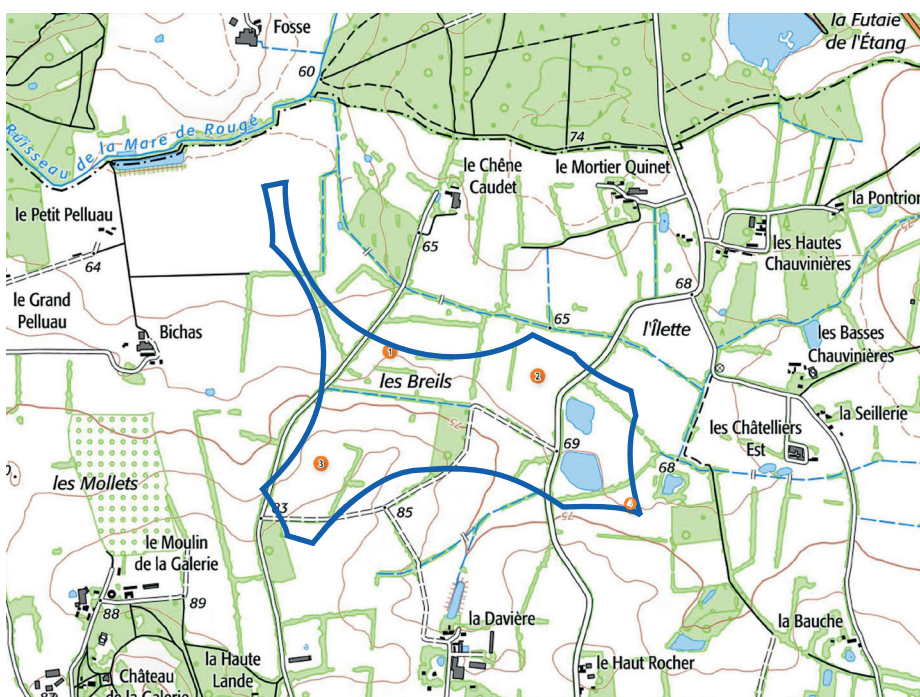 Fosse
la Futaie
de l'Étang
60
Ruisseau de la Mare de Rougé
74
le Chêne
Caudet
le Mortier Quinet
la Pontrion
le Petit Pelluau
65
les Hautes
Chauvinières
64
68
le Grand
Pelluau
Bichas
65
l'Îlette
les Basses
Chauvinières
1
les Breils
2
la Seillerie
75
69
les Châtelliers
Est
3
68
les Mollets
4
83
85
75
le Moulin
de la Galerie
89
88
la Davière
la Bauche
la Haute
Lande
le Haut Rocher
Château
de la Galerie